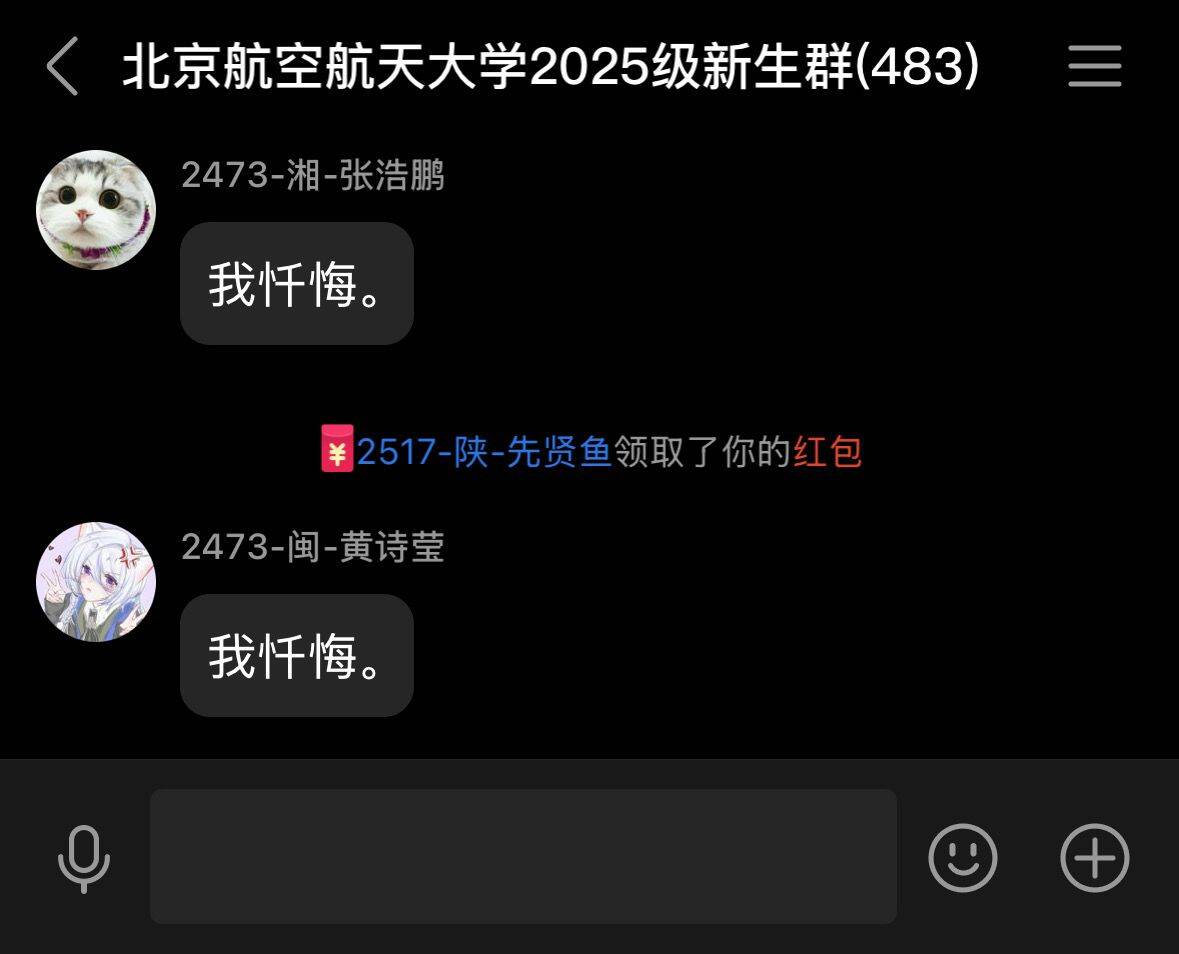 北京航空航天大学2025级新生群(483)
2473-湘-张浩鹏
我忏悔。
¥2517-陕-先贤鱼领取了你的红包
2473-闽-黄诗莹
我忏悔。